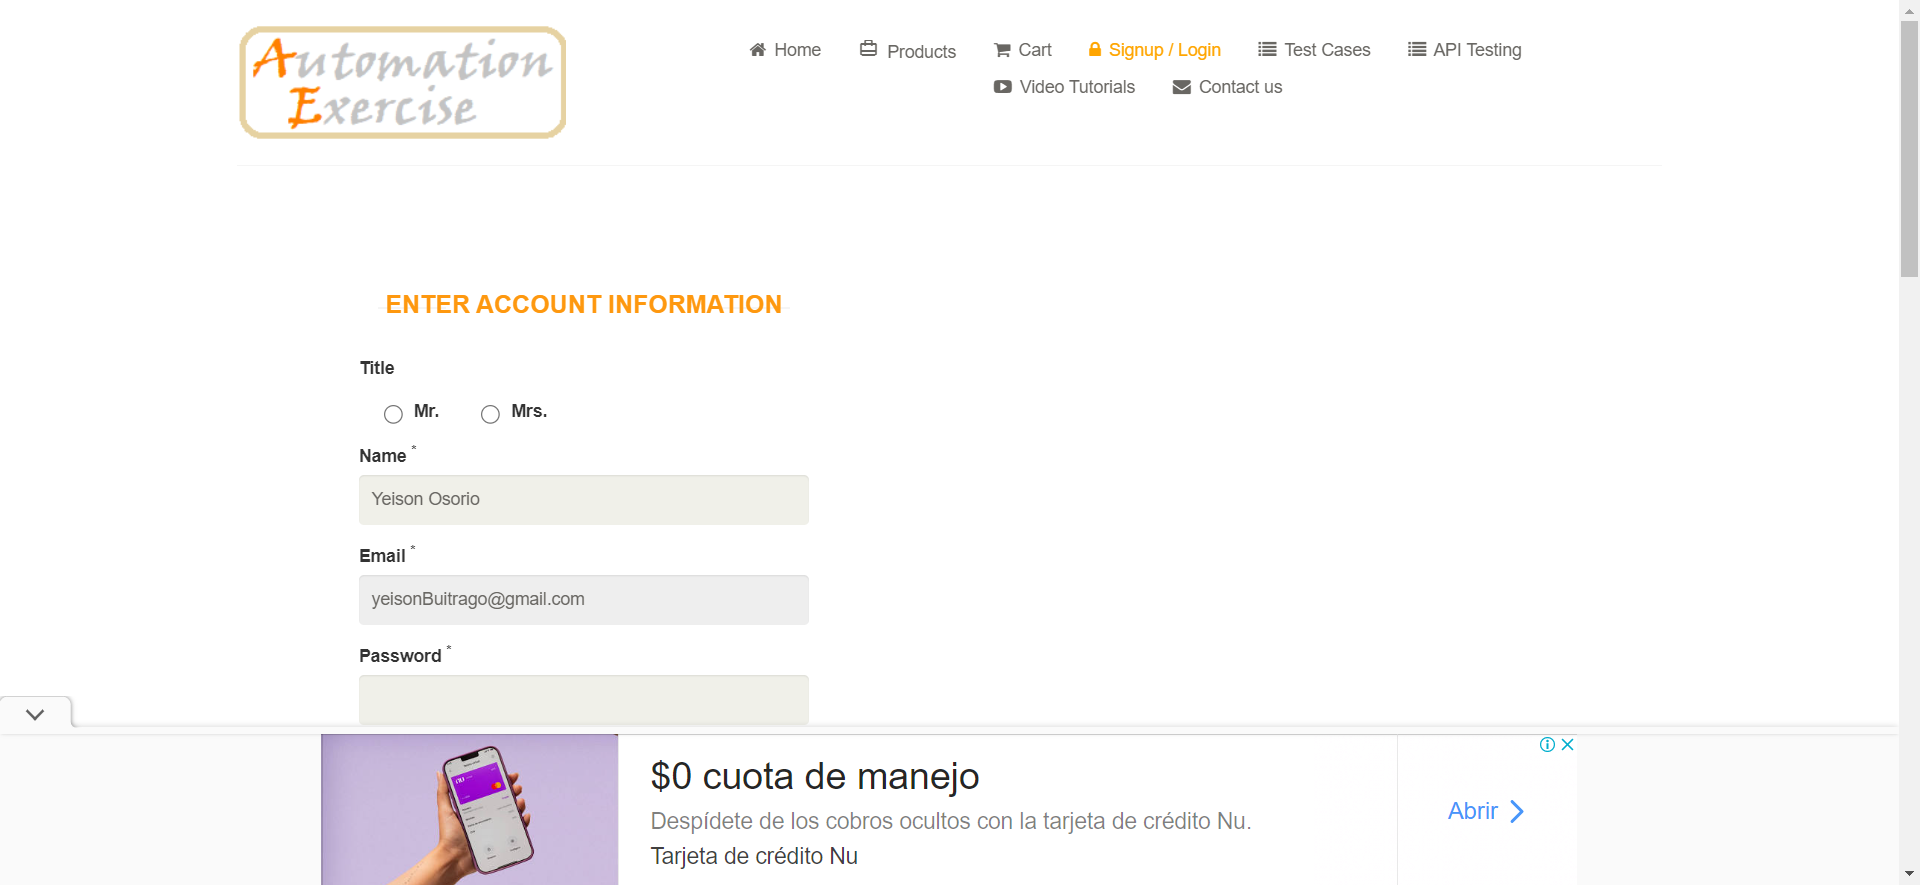 Automation
Exercise
Home
Products
Cart
Signup / Login
Test Cases
API Testing
Video Tutorials
Contact us
ENTER ACCOUNT INFORMATION
Title
Mr.
Mrs.
Name *
Yeison Osorio
Email *
yeisonBuitrago@gmail.com
Password *
$0 cuota de manejo
Despídete de los cobros ocultos con la tarjeta de crédito Nu.
Tarjeta de crédito Nu
Abrir